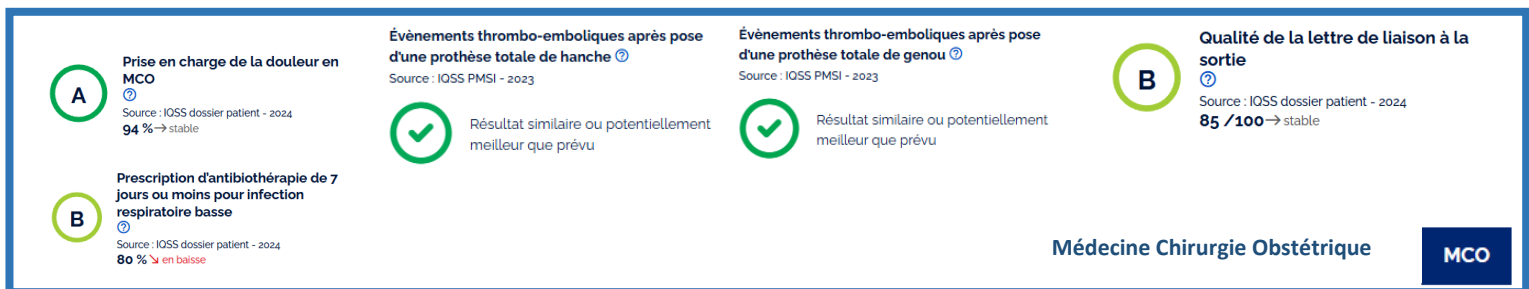 A
Prise en charge de la douleur en
MCO
?
Source : IQSS dossier patient - 2024
94 %→ stable
B
Prescription d'antibiothérapie de 7
jours ou moins pour infection
respiratoire basse
?
Source : IQSS dossier patient - 2024
80 %↘ en baisse
Évènements thrombo-emboliques après pose
d'une prothèse totale de hanche ?
Source : IQSS PMSI - 2023
Résultat similaire ou potentiellement
meilleur que prévu
Évènements thrombo-emboliques après pose
d'une prothèse totale de genou ?
Source : IQSS PMSI - 2023
Résultat similaire ou potentiellement
meilleur que prévu
B
Qualité de la lettre de liaison à la
sortie
?
Source : IQSS dossier patient - 2024
85 /100→ stable
Médecine Chirurgie Obstétrique
MCO